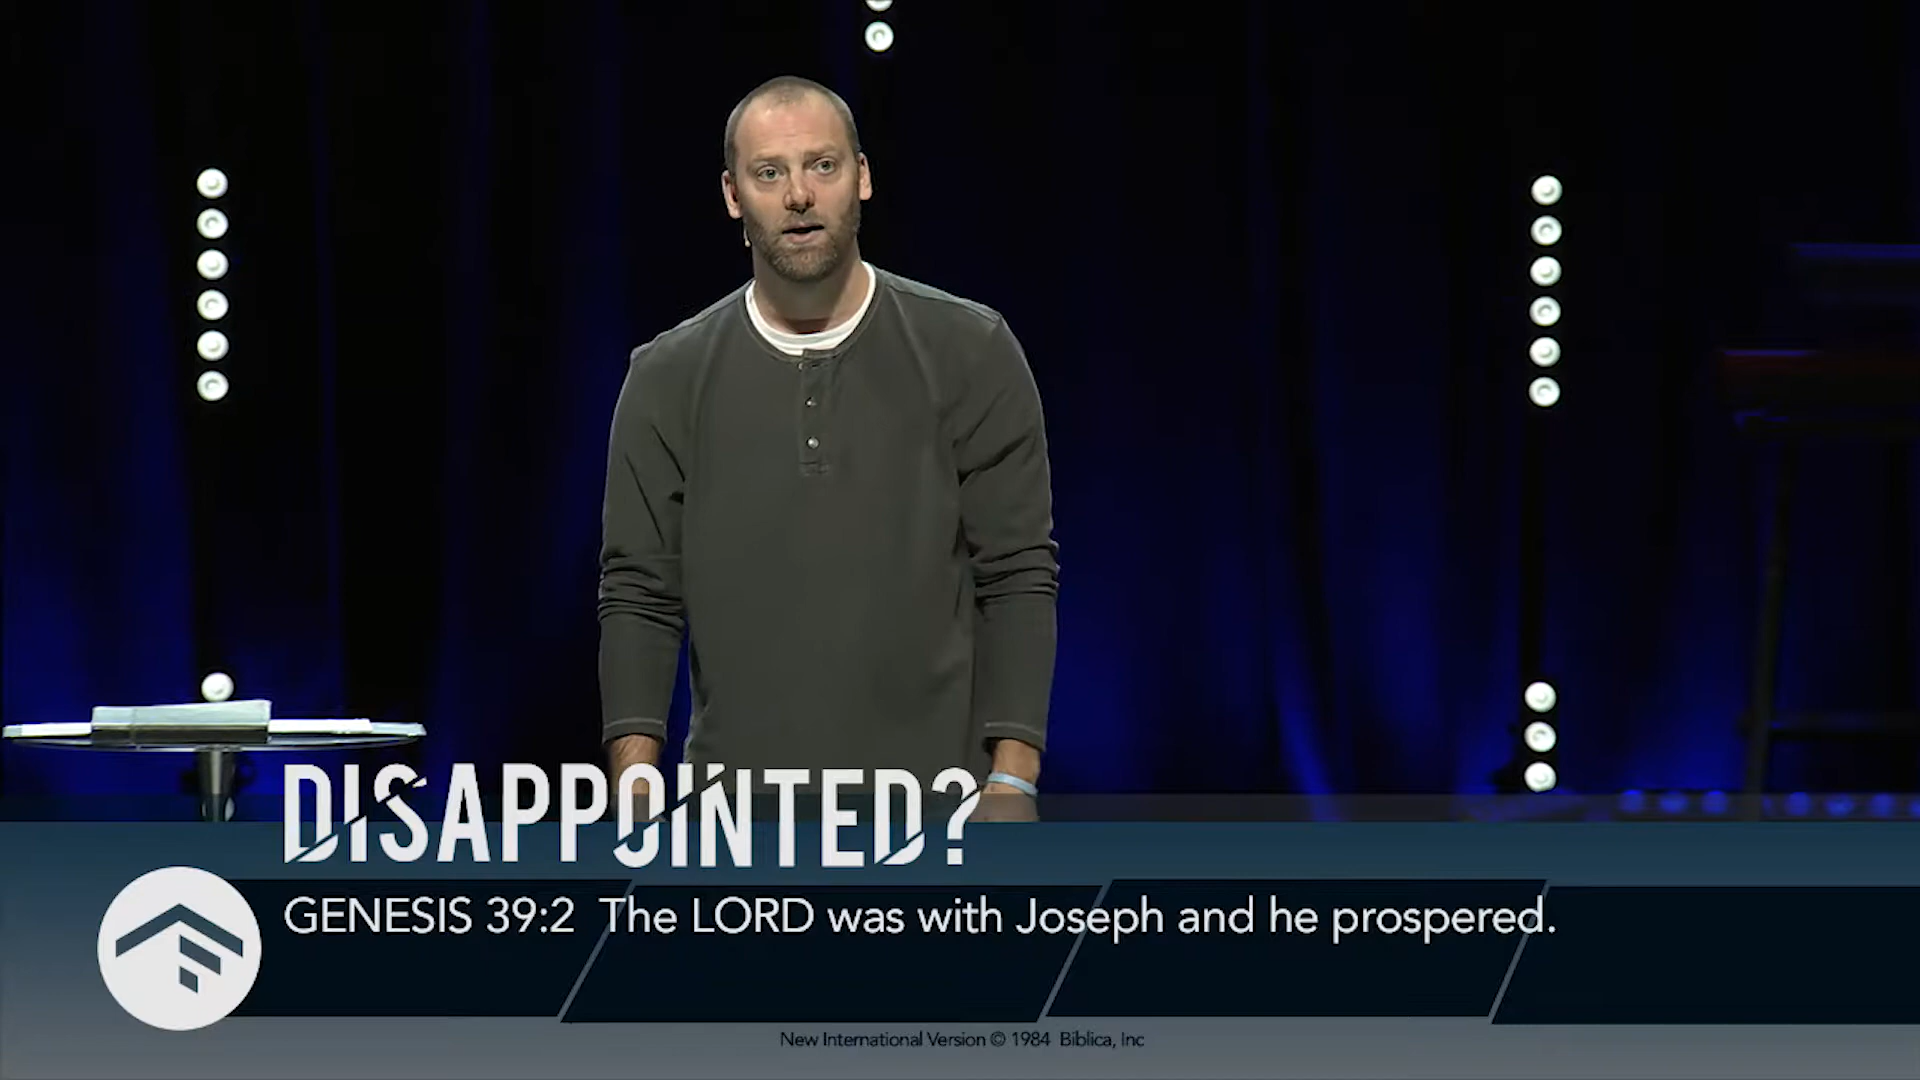 DISAPPOINTED?
GENESIS 39:2 The LORD was with Joseph and he prospered.
New International Version © 1984 Biblica, Inc